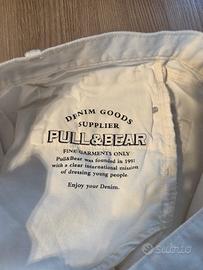 DENIM GOODS
SUPPLIER
PULL&BEAR
FINE GARMENTS ONLY
Pull&Bear was founded in 1991
with a clear international mission
of dressing young people.
Enjoy your Denim.
subito